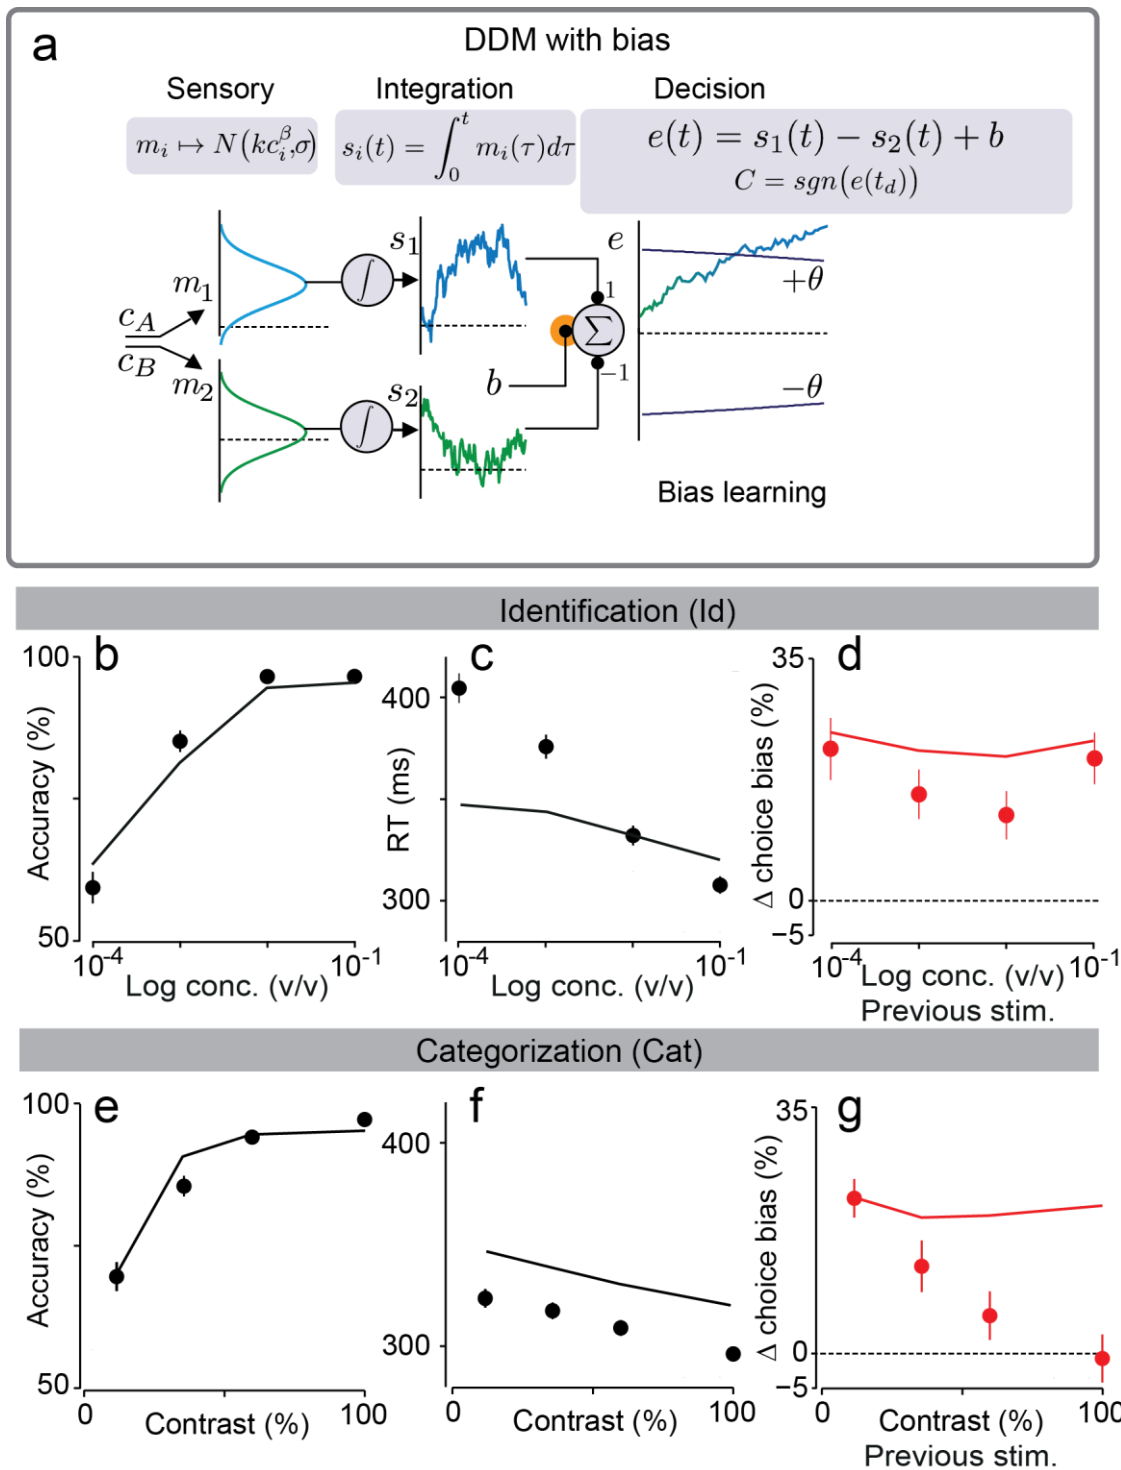 a
DDM with bias
Sensory
Integration
Decision
m_i ↦ N(kc_i^β,σ)
s_i(t) = ∫_0^t m_i(τ)dτ
e(t) = s_1(t) − s_2(t) + b
C = sgn(e(t_d))
c_A
c_B
m_1
m_2
∫
∫
s_1
s_2
b
1
∑
−1
e
+θ
−θ
Bias learning
Identification (Id)
b
Accuracy (%)
100
50
10^-4
10^-1
Log conc. (v/v)
c
RT (ms)
400
300
10^-4
10^-1
Log conc. (v/v)
d
Δ choice bias (%)
35
0
−5
10^-4
10^-1
Log conc. (v/v)
Previous stim.
Categorization (Cat)
e
Accuracy (%)
100
50
0
100
Contrast (%)
f
400
300
0
100
Contrast (%)
g
Δ choice bias (%)
35
0
−5
0
100
Contrast (%)
Previous stim.